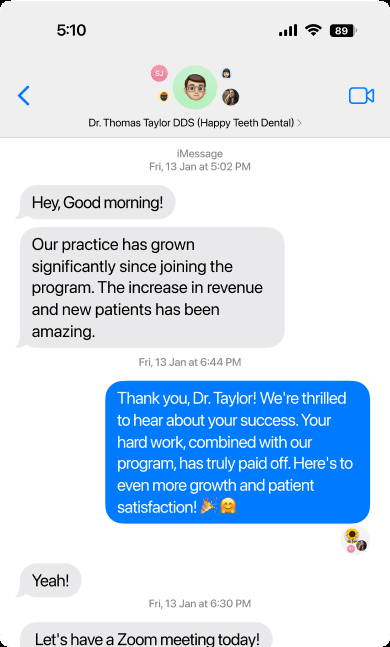 5:10
89
SJ
Dr. Thomas Taylor DDS (Happy Teeth Dental)
iMessage
Fri, 13 Jan at 5:02 PM
Hey, Good morning!
Our practice has grown
significantly since joining the
program. The increase in revenue
and new patients has been
amazing.
Fri, 13 Jan at 6:44 PM
Thank you, Dr. Taylor! We're thrilled
to hear about your success. Your
hard work, combined with our
program, has truly paid off. Here's to
even more growth and patient
satisfaction! 🎉🤗
SJ
Yeah!
Fri, 13 Jan at 6:30 PM
Let's have a Zoom meeting today!